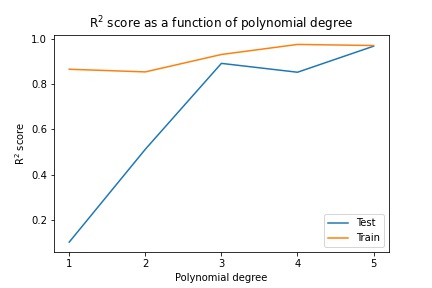 R² score as a function of polynomial degree
R² score
1.0
0.8
0.6
0.4
0.2
Test
Train
1 2 3 4 5
Polynomial degree